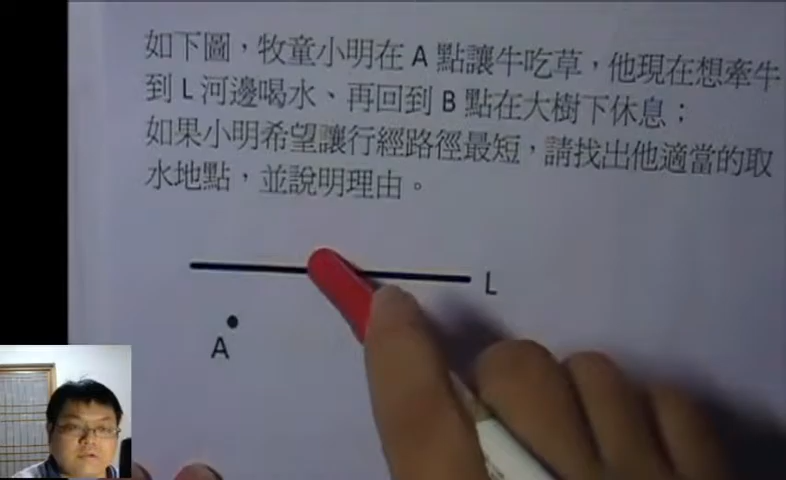 如下圖，牧童小明在 A 點讓牛吃草，他現在想牽牛
到 L 河邊喝水、再回到 B 點在大樹下休息；
如果小明希望讓行經路徑最短，請找出他適當的取
水地點，並說明理由。
L
A